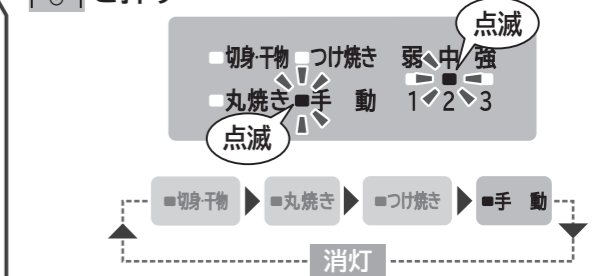 点滅
切身・干物 つけ焼き 弱 中 強
丸焼き 手 動 1 2 3
点滅
切身・干物 丸焼き つけ焼き 手 動
消灯